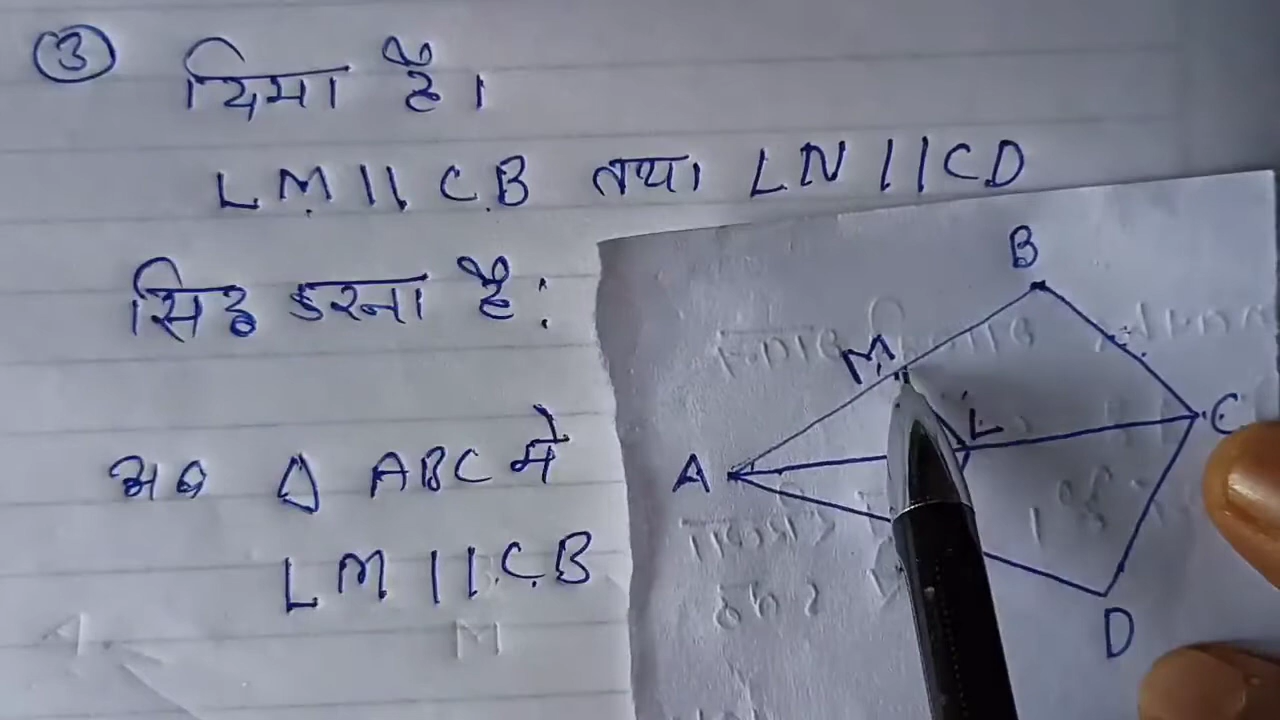 ③ दिया है।
LM || CB तथा LN || CD
सिद्ध करना है:
अब Δ ABC में
LM || CB
B
M
L
C
A
D